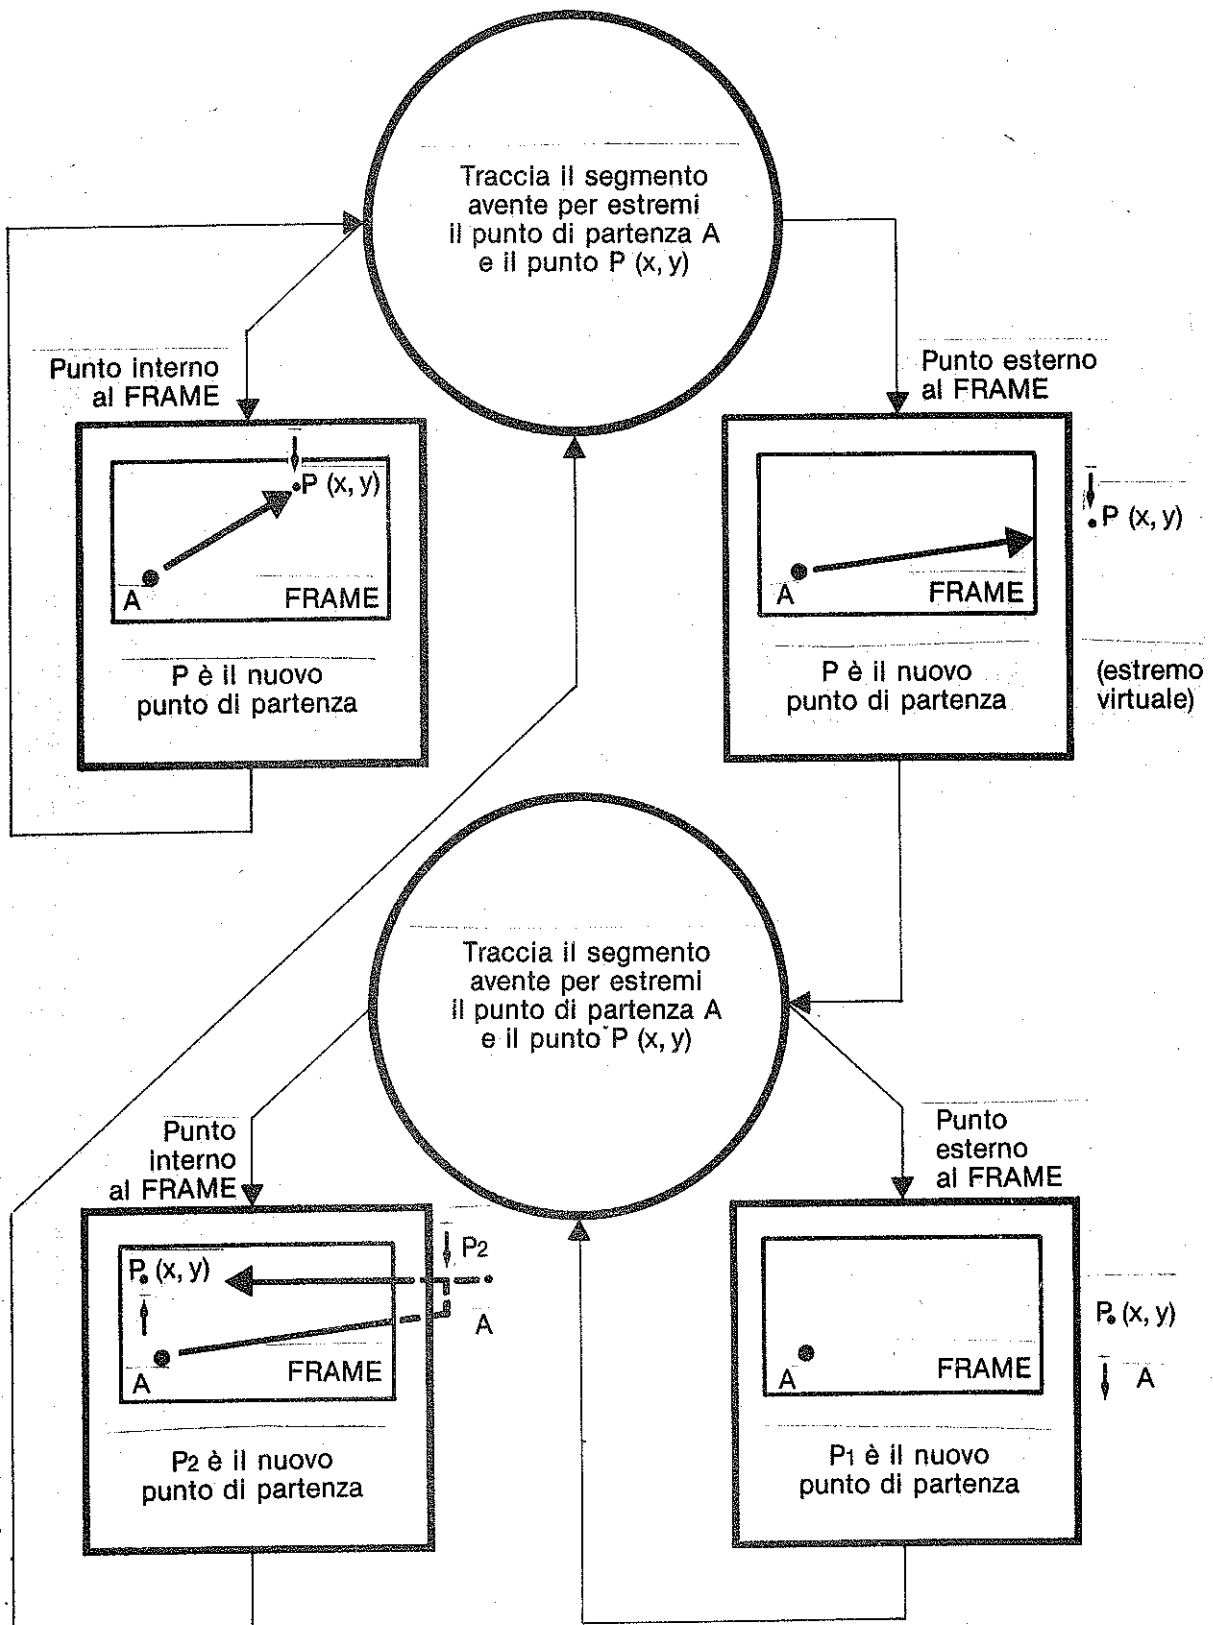 Traccia il segmento
avente per estremi
il punto di partenza A
e il punto P (x, y)
Punto interno
al FRAME
P (x, y)
A
FRAME
P è il nuovo
punto di partenza
Punto esterno
al FRAME
P (x, y)
A
FRAME
P è il nuovo
punto di partenza
(estremo
virtuale)
Traccia il segmento
avente per estremi
il punto di partenza A
e il punto P (x, y)
Punto
interno
al FRAME
P (x, y)
P2
A
A
FRAME
P2 è il nuovo
punto di partenza
Punto
esterno
al FRAME
P (x, y)
A
A
FRAME
P1 è il nuovo
punto di partenza